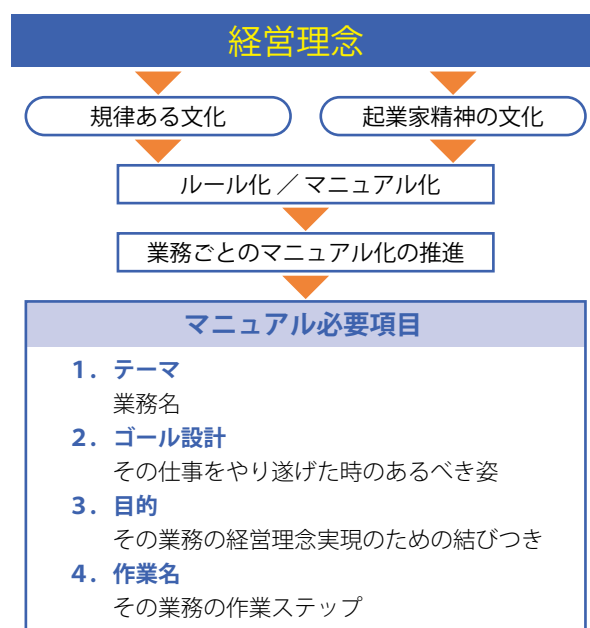 経営理念
規律ある文化
起業家精神の文化
ルール化 ／ マニュアル化
業務ごとのマニュアル化の推進
マニュアル必要項目
1．テーマ
業務名
2．ゴール設計
その仕事をやり遂げた時のあるべき姿
3．目的
その業務の経営理念実現のための結びつき
4．作業名
その業務の作業ステップ